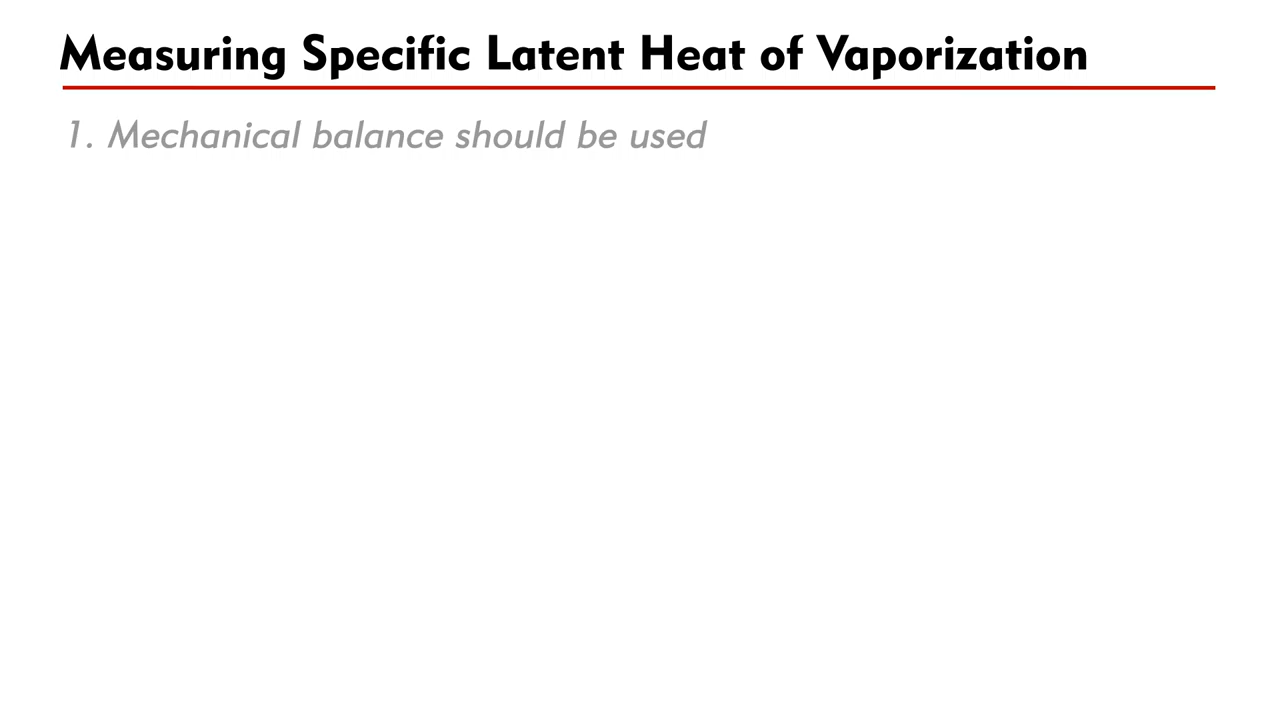 Measuring Specific Latent Heat of Vaporization
1. Mechanical balance should be used